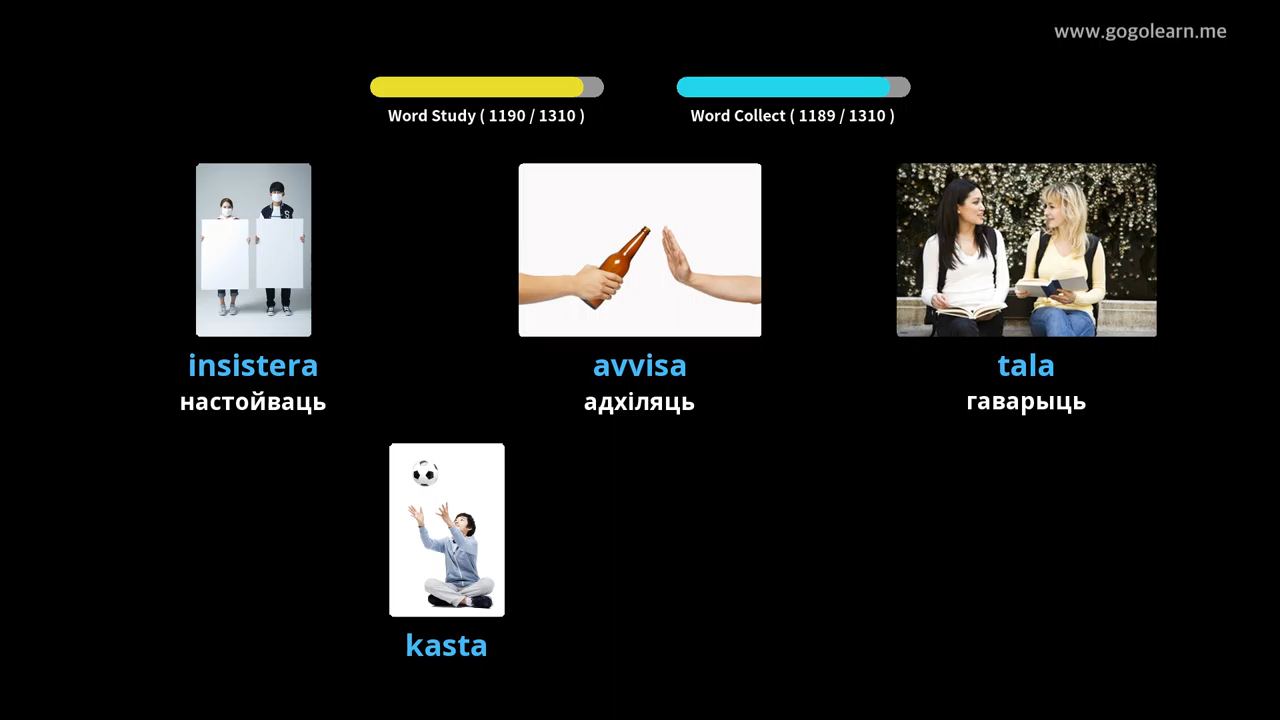 www.gogolearn.me
Word Study ( 1190 / 1310 )
Word Collect ( 1189 / 1310 )
insistera
настойваць
avvisa
адхіляць
tala
гаварыць
kasta